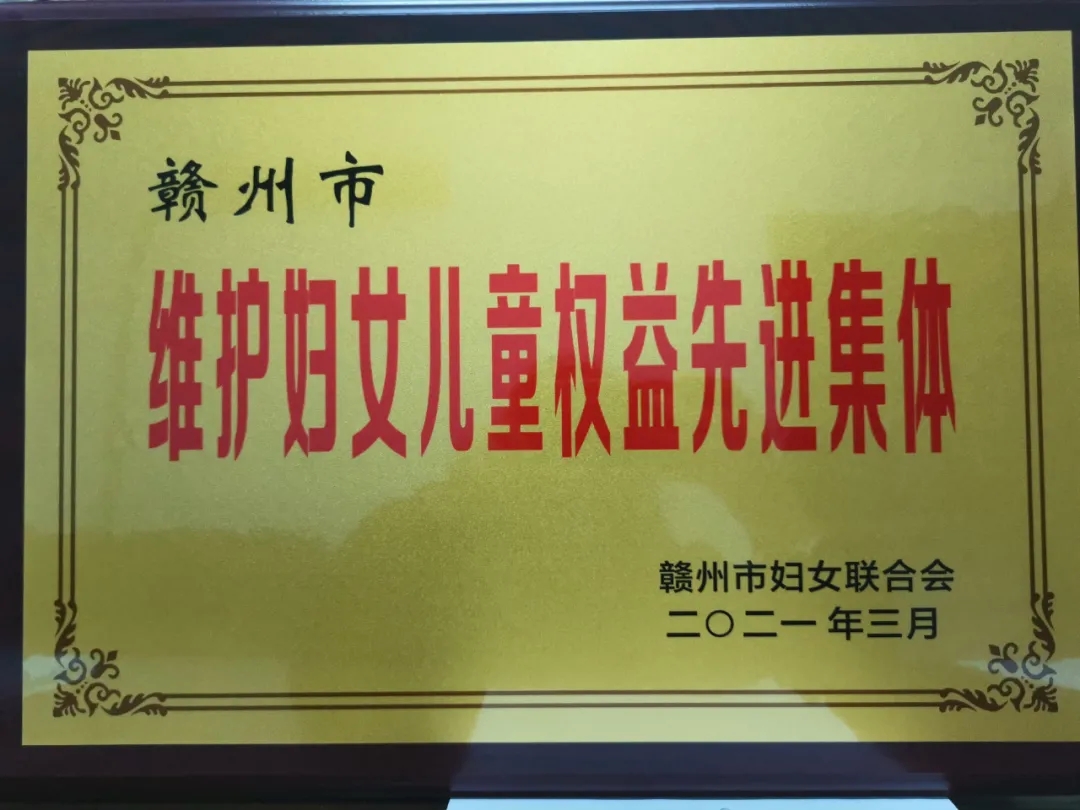 赣州市
维护妇女儿童权益先进集体
赣州市妇女联合会
二〇二一年三月